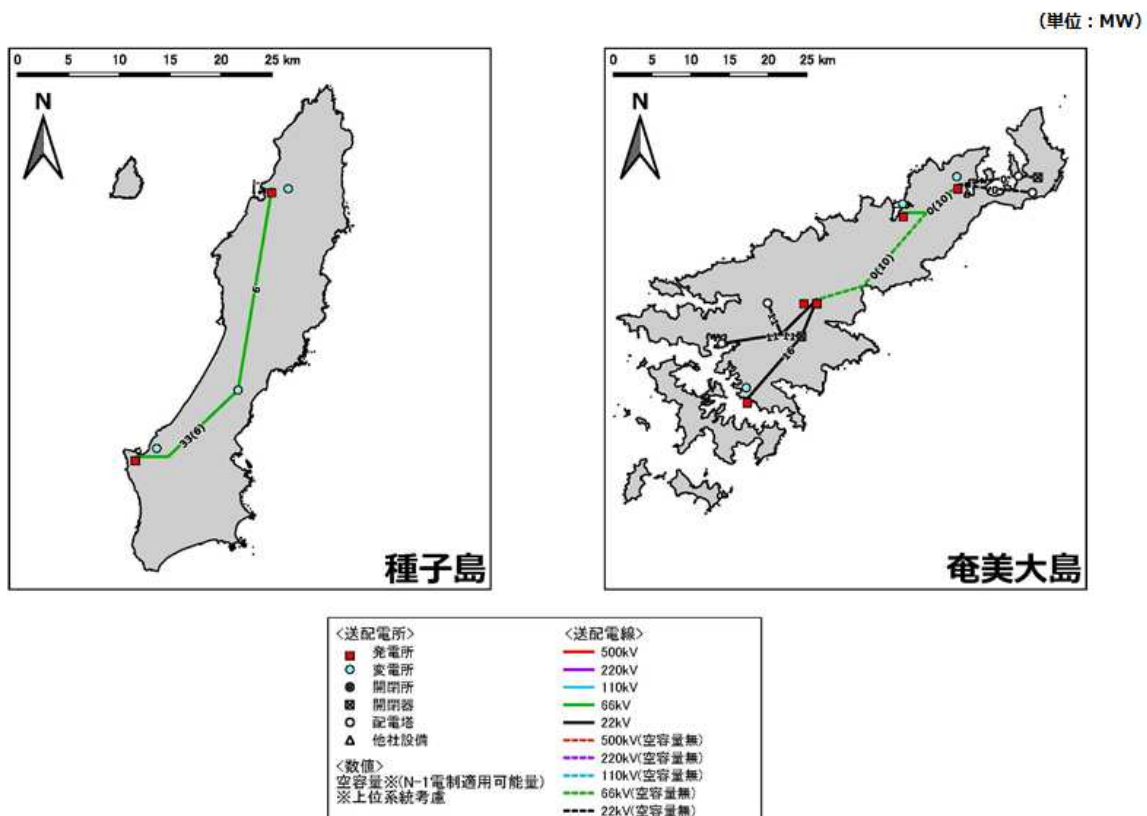 (単位：MW)
0 5 10 15 20 25 km
N
6
33(6)
種子島
0 5 10 15 20 25 km
N
0(10)
0(10)
11
11
11
16
奄美大島
<送配電所>
発電所
変電所
開閉所
開閉器
配電塔
他社設備
<数値>
空容量※(N-1電制適用可能量)
※上位系統考慮
<送配電線>
500kV
220kV
110kV
66kV
22kV
500kV(空容量無)
220kV(空容量無)
110kV(空容量無)
66kV(空容量無)
22kV(空容量無)